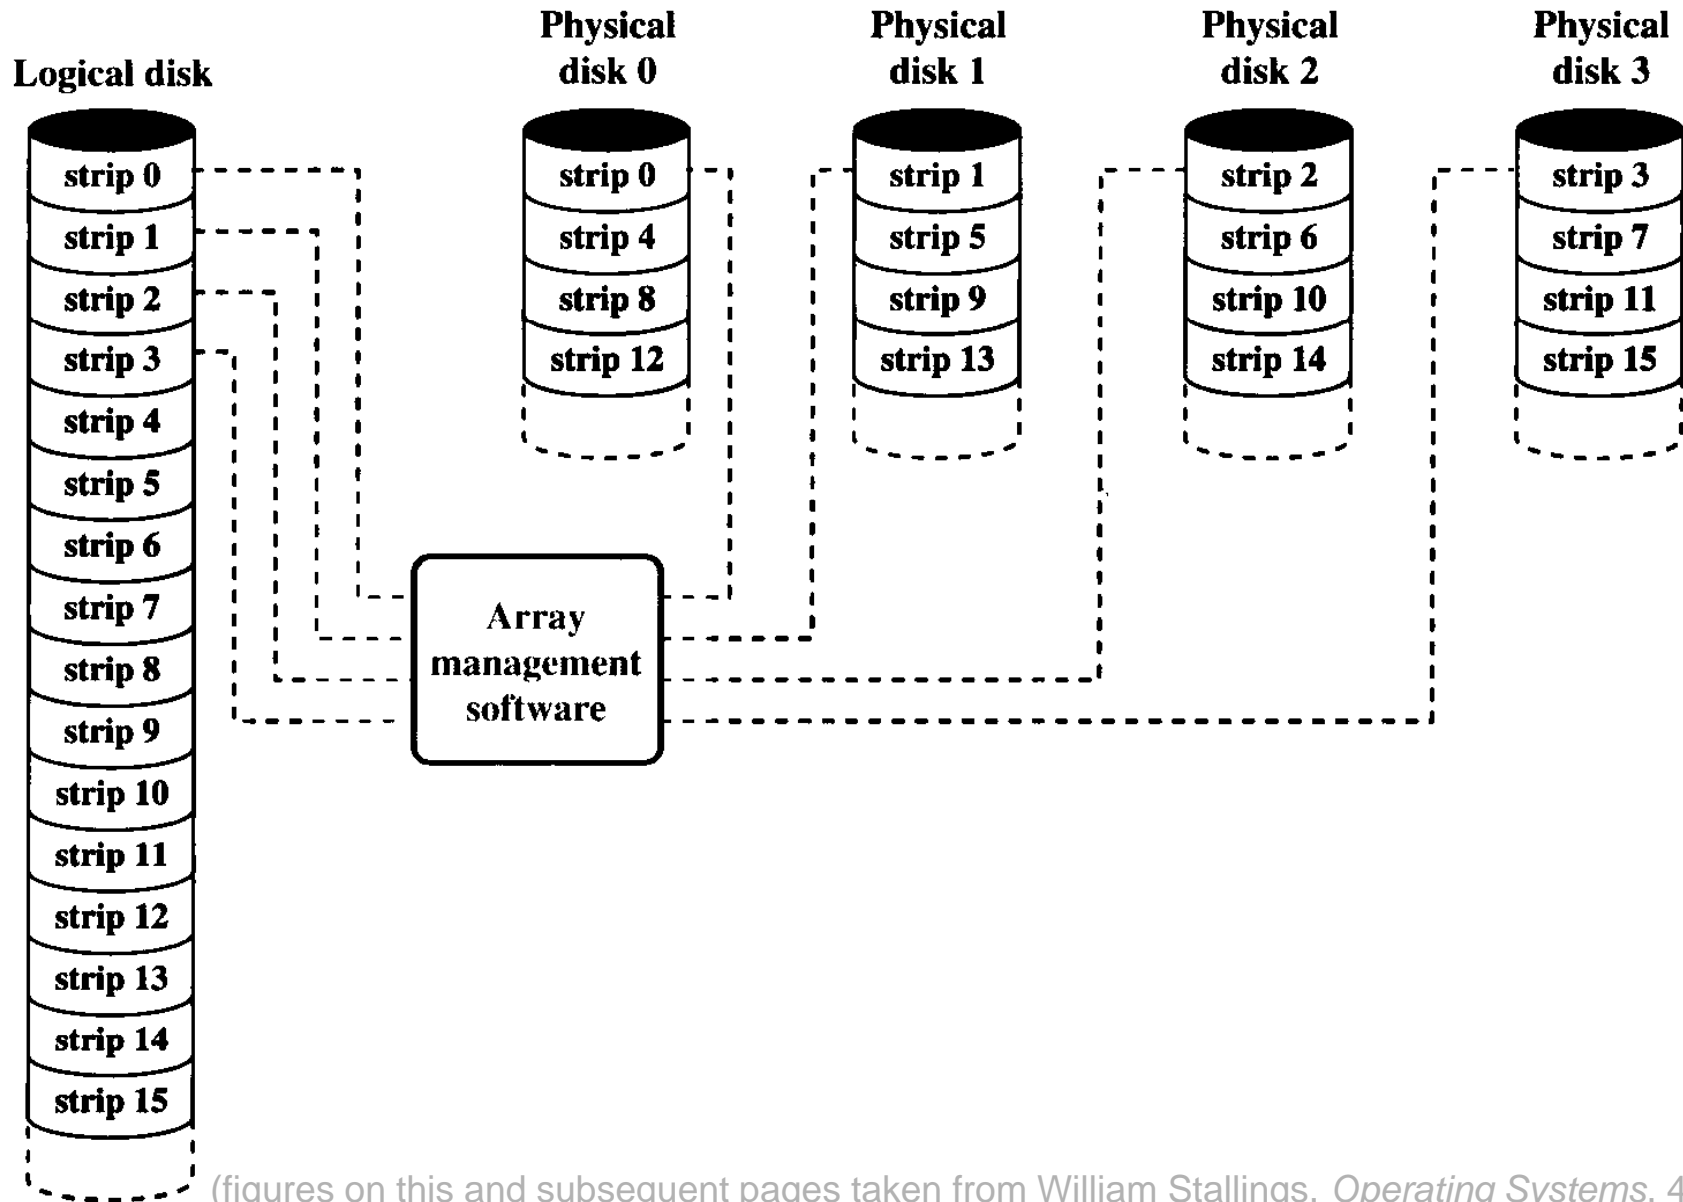 Logical disk
strip 0
strip 1
strip 2
strip 3
strip 4
strip 5
strip 6
strip 7
strip 8
strip 9
strip 10
strip 11
strip 12
strip 13
strip 14
strip 15
Physical
disk 0
strip 0
strip 4
strip 8
strip 12
Physical
disk 1
strip 1
strip 5
strip 9
strip 13
Physical
disk 2
strip 2
strip 6
strip 10
strip 14
Physical
disk 3
strip 3
strip 7
strip 11
strip 15
Array
management
software
(figures on this and subsequent pages taken from William Stallings, Operating Systems, 4